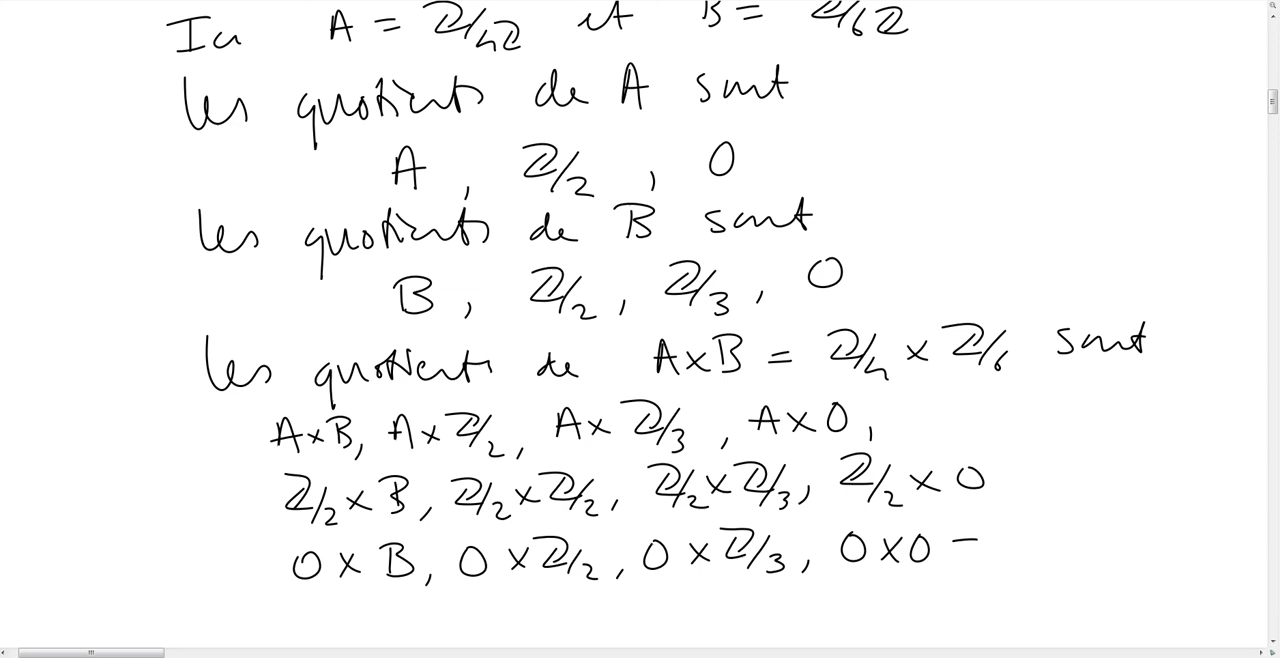 Ici A = ℤ/4ℤ et B = ℤ/6ℤ
les quotients de A sont
A, ℤ/2, 0
les quotients de B sont
B, ℤ/2, ℤ/3, 0
les quotients de A×B = ℤ/4 × ℤ/6 sont
A×B, A×ℤ/2, A×ℤ/3, A×0,
ℤ/2×B, ℤ/2×ℤ/2, ℤ/2×ℤ/3, ℤ/2×0
0×B, 0×ℤ/2, 0×ℤ/3, 0×0 –